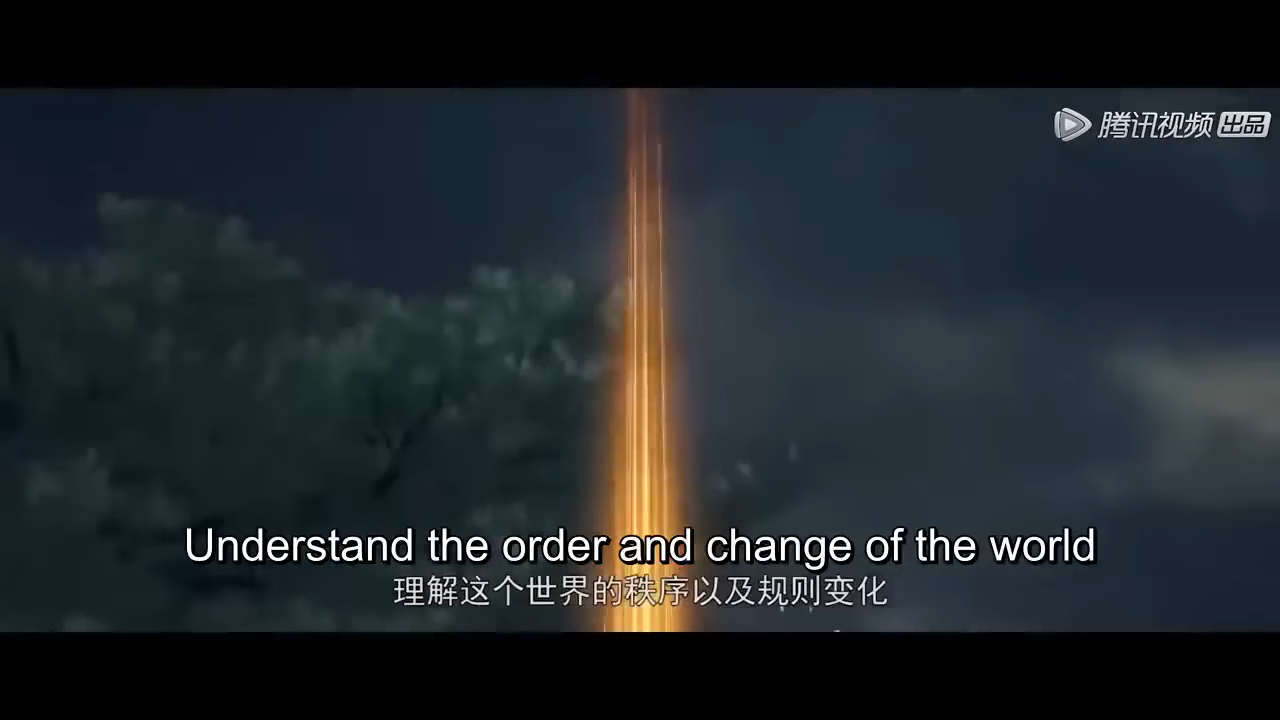 腾讯视频 出品
Understand the order and change of the world
理解这个世界的秩序以及规则变化